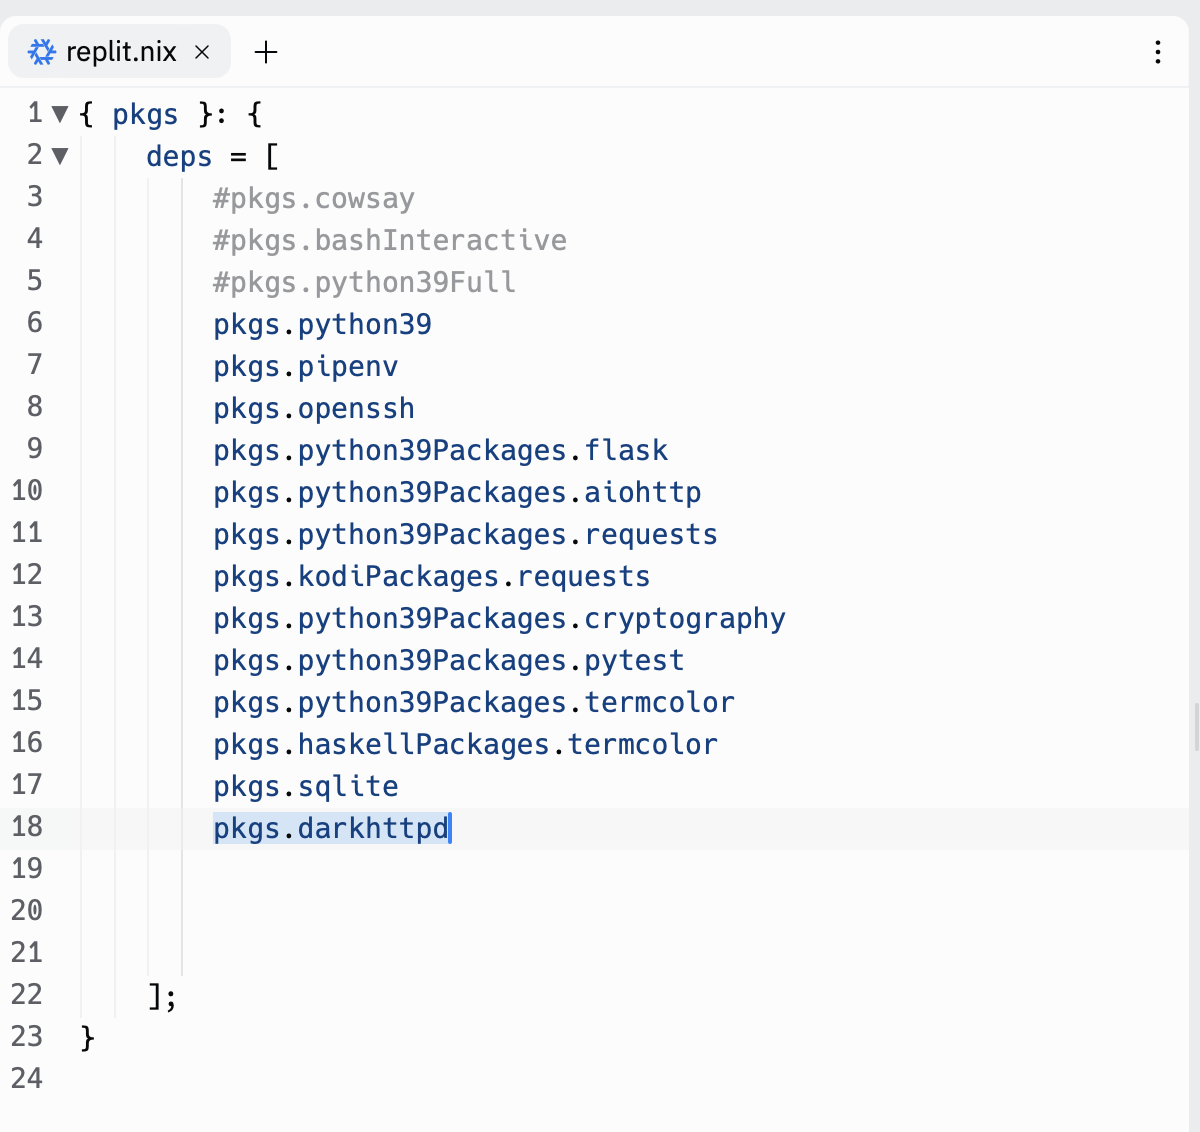 replit.nix
1 { pkgs }: {
2 deps = [
3 #pkgs.cowsay
4 #pkgs.bashInteractive
5 #pkgs.python39Full
6 pkgs.python39
7 pkgs.pipenv
8 pkgs.openssh
9 pkgs.python39Packages.flask
10 pkgs.python39Packages.aiohttp
11 pkgs.python39Packages.requests
12 pkgs.kodiPackages.requests
13 pkgs.python39Packages.cryptography
14 pkgs.python39Packages.pytest
15 pkgs.python39Packages.termcolor
16 pkgs.haskellPackages.termcolor
17 pkgs.sqlite
18 pkgs.darkhttpd
19
20
21
22 ];
23 }
24